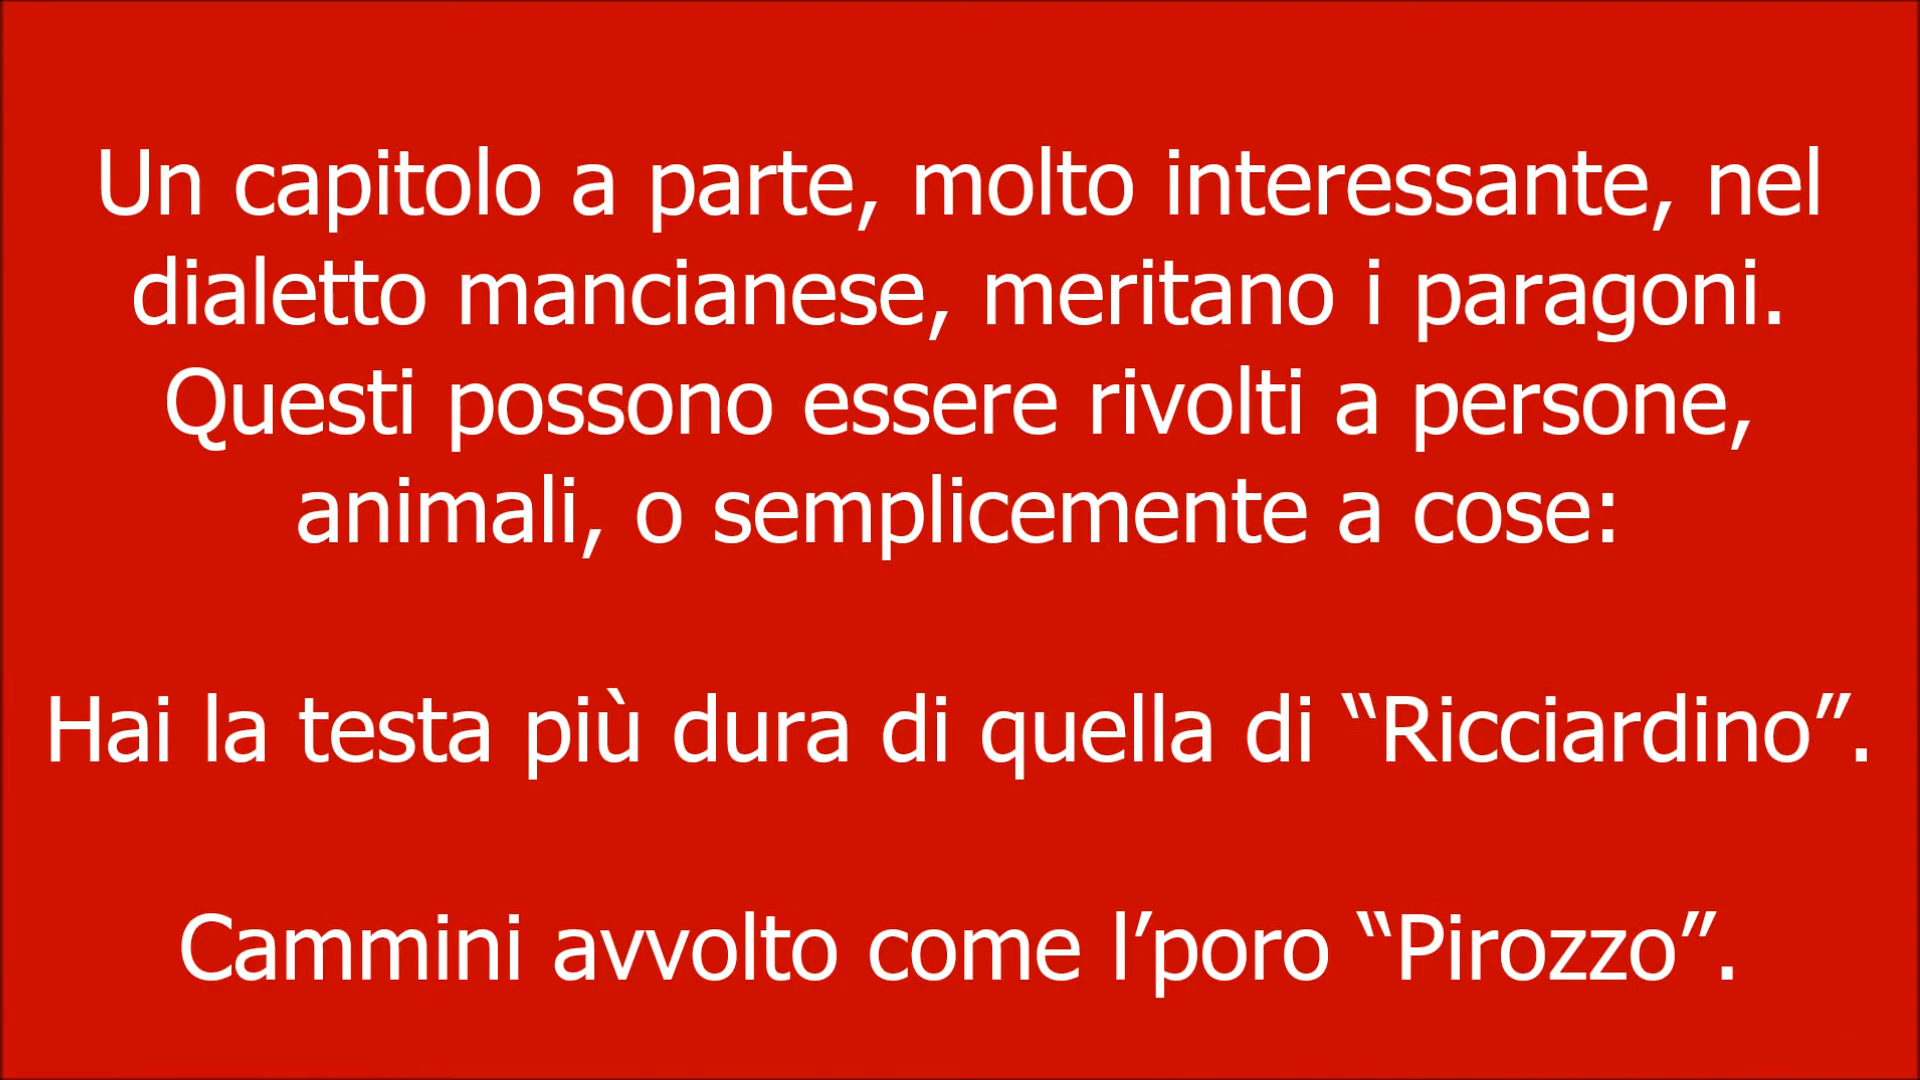 Un capitolo a parte, molto interessante, nel
dialetto mancianese, meritano i paragoni.
Questi possono essere rivolti a persone,
animali, o semplicemente a cose:
Hai la testa più dura di quella di “Ricciardino”.
Cammini avvolto come l’poro “Pirozzo”.